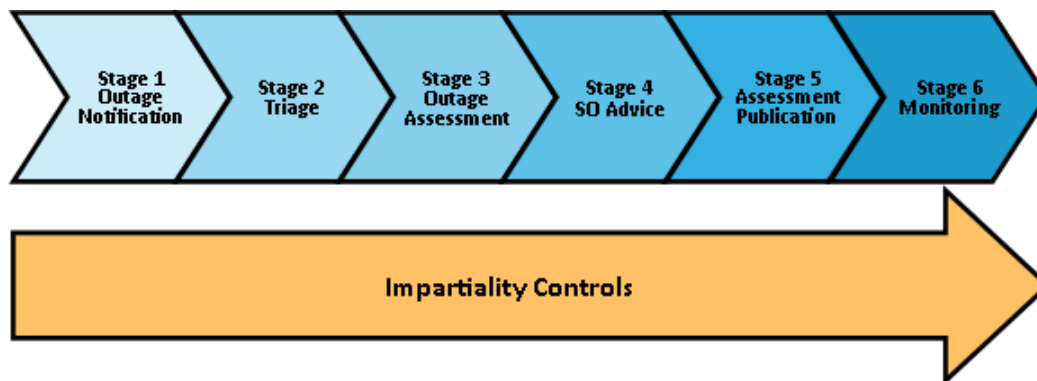 Stage 1
Outage
Notification
Stage 2
Triage
Stage 3
Outage
Assessment
Stage 4
SO Advice
Stage 5
Assessment
Publication
Stage 6
Monitoring
Impartiality Controls